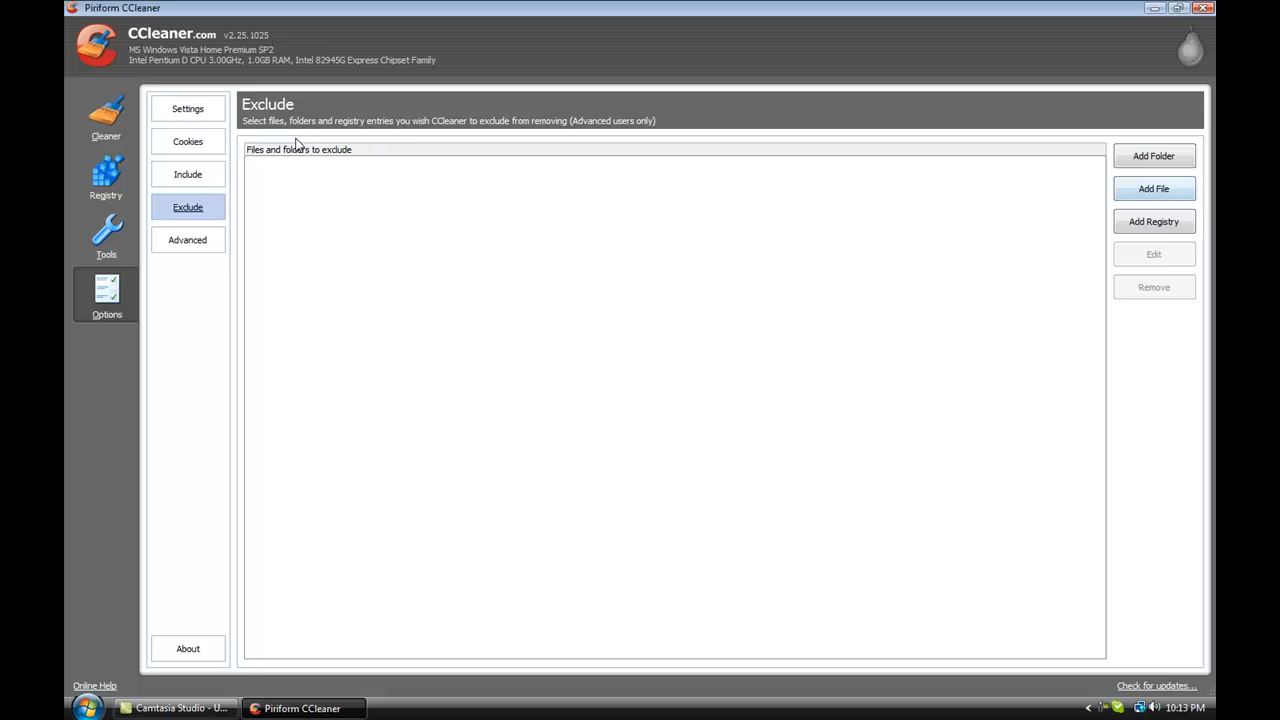 Piriform CCleaner
CCleaner.com v2.25.1025
MS Windows Vista Home Premium SP2
Intel Pentium D CPU 3.00GHz, 1.0GB RAM, Intel 82945G Express Chipset Family
Cleaner
Registry
Tools
Options
Settings
Cookies
Include
Exclude
Advanced
About
Exclude
Select files, folders and registry entries you wish CCleaner to exclude from removing (Advanced users only)
Files and folders to exclude
Add Folder
Add File
Add Registry
Edit
Remove
Online Help
Check for updates...
Camtasia Studio - U...
Piriform CCleaner
10:13 PM